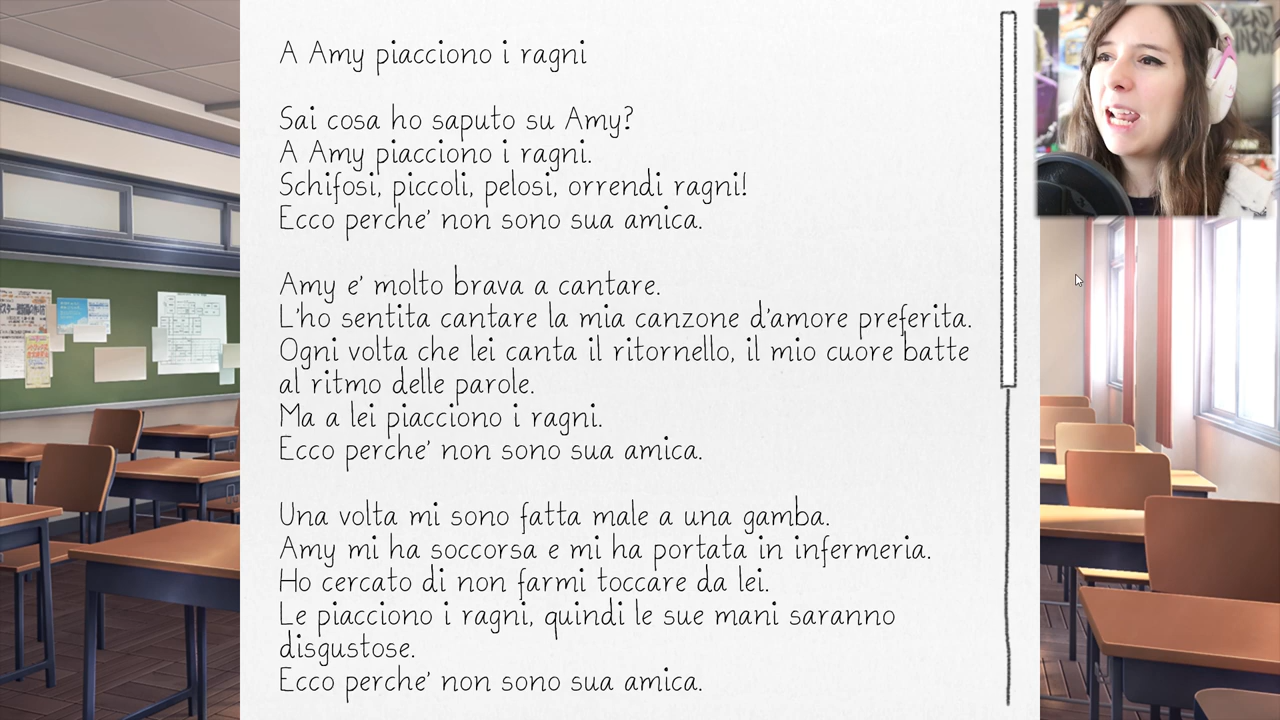 A Amy piacciono i ragni
Sai cosa ho saputo su Amy?
A Amy piacciono i ragni.
Schifosi, piccoli, pelosi, orrendi ragni!
Ecco perche' non sono sua amica.
Amy e' molto brava a cantare.
L'ho sentita cantare la mia canzone d'amore preferita.
Ogni volta che lei canta il ritornello, il mio cuore batte
al ritmo delle parole.
Ma a lei piacciono i ragni.
Ecco perche' non sono sua amica.
Una volta mi sono fatta male a una gamba.
Amy mi ha soccorsa e mi ha portata in infermeria.
Ho cercato di non farmi toccare da lei.
Le piacciono i ragni, quindi le sue mani saranno
disgustose.
Ecco perche' non sono sua amica.